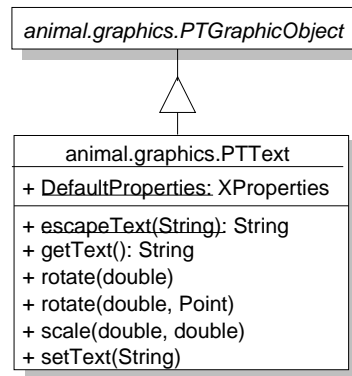 animal.graphics.PTGraphicObject
animal.graphics.PTText
+ DefaultProperties: XProperties
+ escapeText(String): String
+ getText(): String
+ rotate(double)
+ rotate(double, Point)
+ scale(double, double)
+ setText(String)